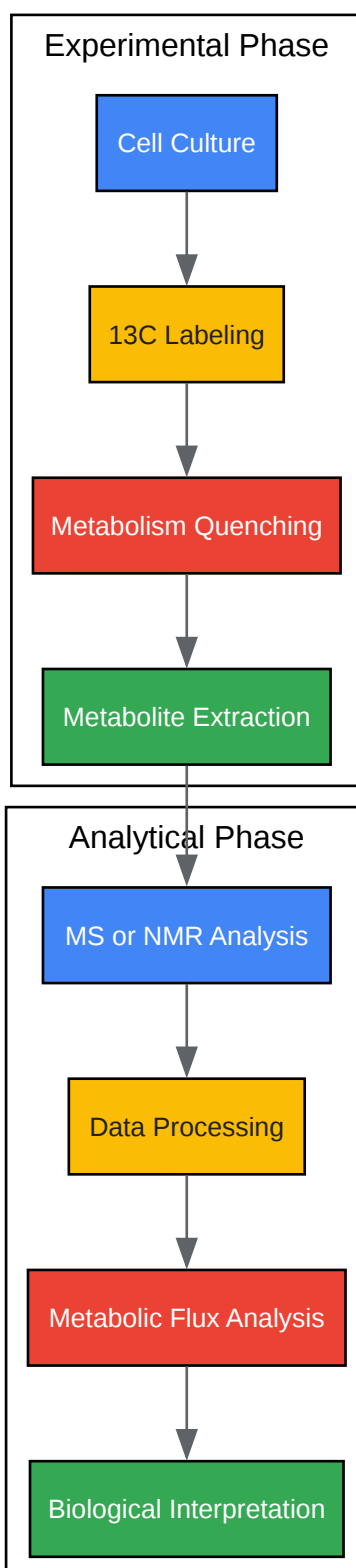 Experimental Phase
Cell Culture
13C Labeling
Metabolism Quenching
Metabolite Extraction
Analytical Phase
MS or NMR Analysis
Data Processing
Metabolic Flux Analysis
Biological Interpretation